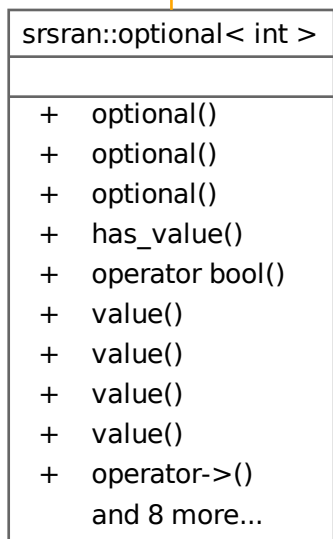 srsran::optional< int >
+ optional()
+ optional()
+ optional()
+ has_value()
+ operator bool()
+ value()
+ value()
+ value()
+ value()
+ operator->()
and 8 more...